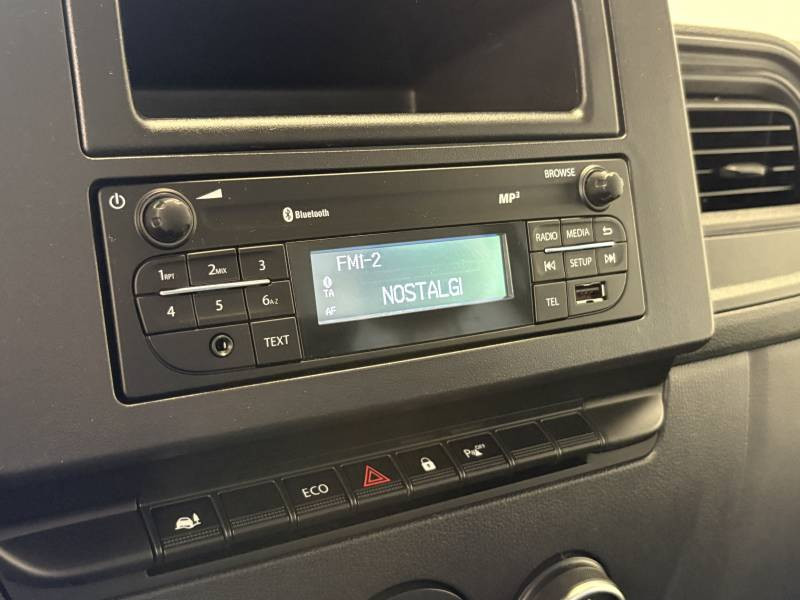 BROWSE
Bluetooth
MP3
FM1-2
TA
NOSTALGI
AF
1RPT
2MIX
3
4
5
6A-Z
TEXT
RADIO
MEDIA
SETUP
TEL
ECO
P OFF